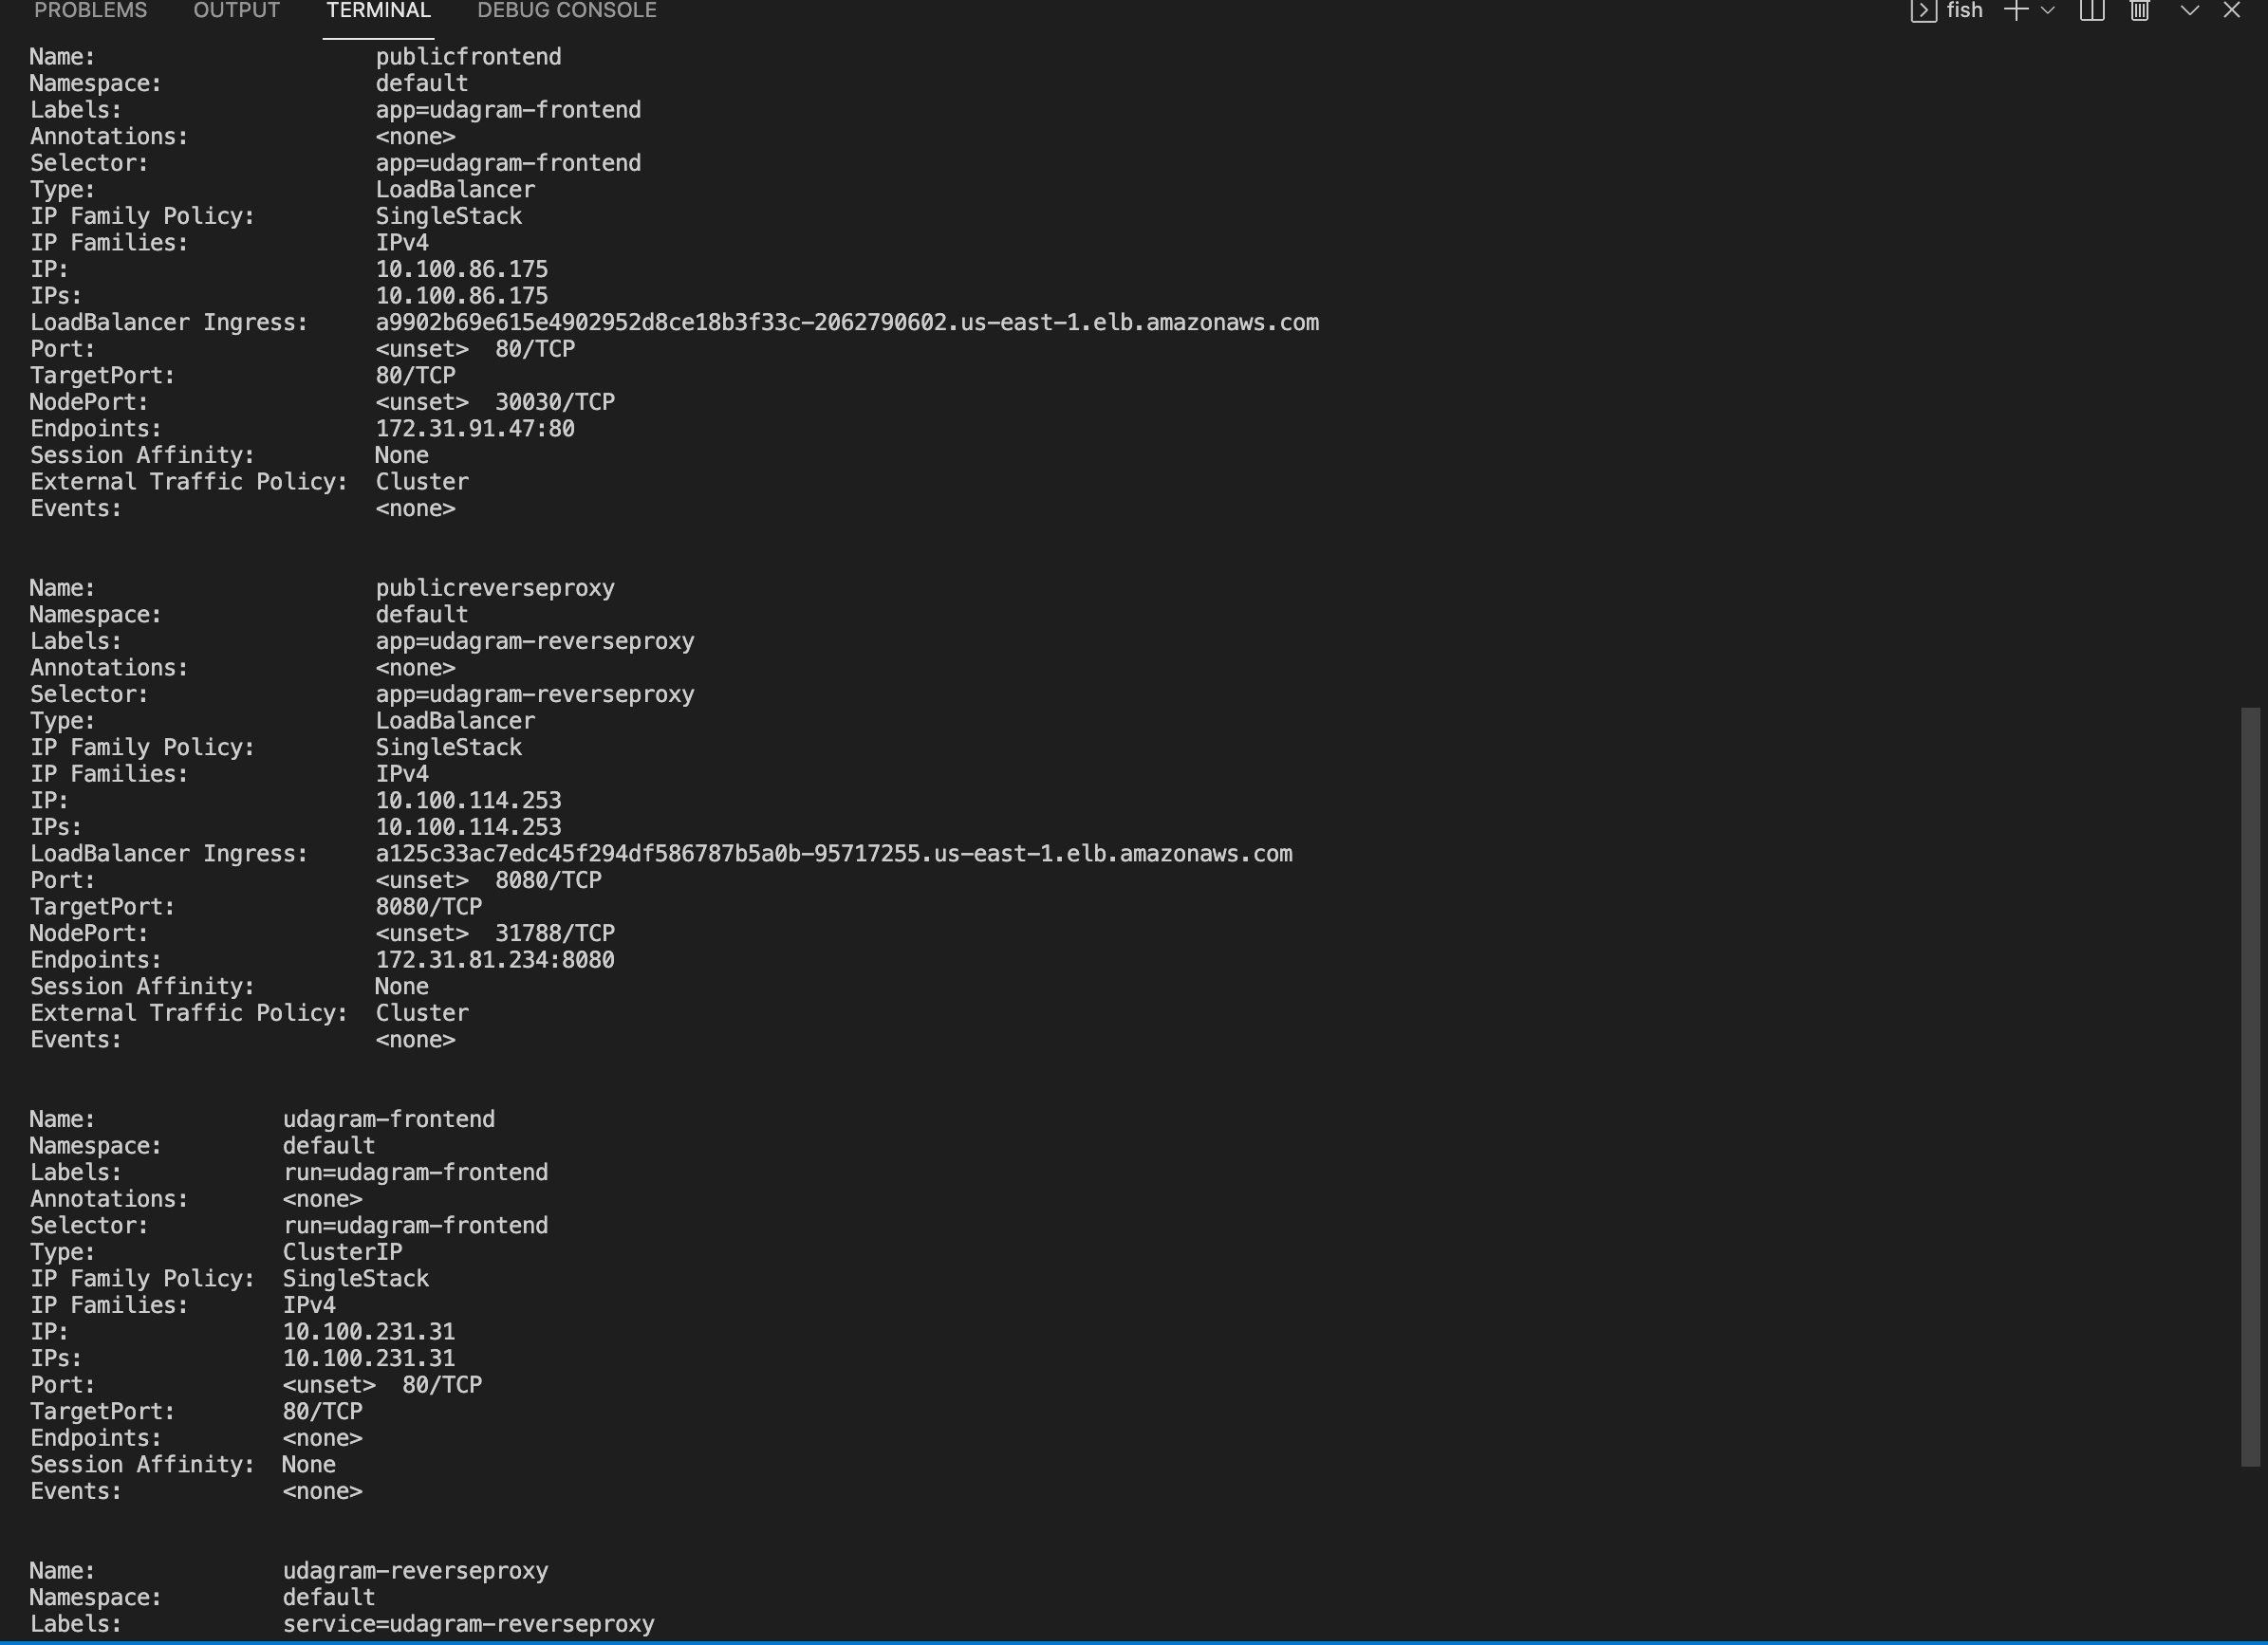 PROBLEMS OUTPUT TERMINAL DEBUG CONSOLE fish
Name: publicfrontend
Namespace: default
Labels: app=udagram-frontend
Annotations: <none>
Selector: app=udagram-frontend
Type: LoadBalancer
IP Family Policy: SingleStack
IP Families: IPv4
IP: 10.100.86.175
IPs: 10.100.86.175
LoadBalancer Ingress: a9902b69e615e4902952d8ce18b3f33c-2062790602.us-east-1.elb.amazonaws.com
Port: <unset> 80/TCP
TargetPort: 80/TCP
NodePort: <unset> 30030/TCP
Endpoints: 172.31.91.47:80
Session Affinity: None
External Traffic Policy: Cluster
Events: <none>
Name: publicreverseproxy
Namespace: default
Labels: app=udagram-reverseproxy
Annotations: <none>
Selector: app=udagram-reverseproxy
Type: LoadBalancer
IP Family Policy: SingleStack
IP Families: IPv4
IP: 10.100.114.253
IPs: 10.100.114.253
LoadBalancer Ingress: a125c33ac7edc45f294df586787b5a0b-95717255.us-east-1.elb.amazonaws.com
Port: <unset> 8080/TCP
TargetPort: 8080/TCP
NodePort: <unset> 31788/TCP
Endpoints: 172.31.81.234:8080
Session Affinity: None
External Traffic Policy: Cluster
Events: <none>
Name: udagram-frontend
Namespace: default
Labels: run=udagram-frontend
Annotations: <none>
Selector: run=udagram-frontend
Type: ClusterIP
IP Family Policy: SingleStack
IP Families: IPv4
IP: 10.100.231.31
IPs: 10.100.231.31
Port: <unset> 80/TCP
TargetPort: 80/TCP
Endpoints: <none>
Session Affinity: None
Events: <none>
Name: udagram-reverseproxy
Namespace: default
Labels: service=udagram-reverseproxy